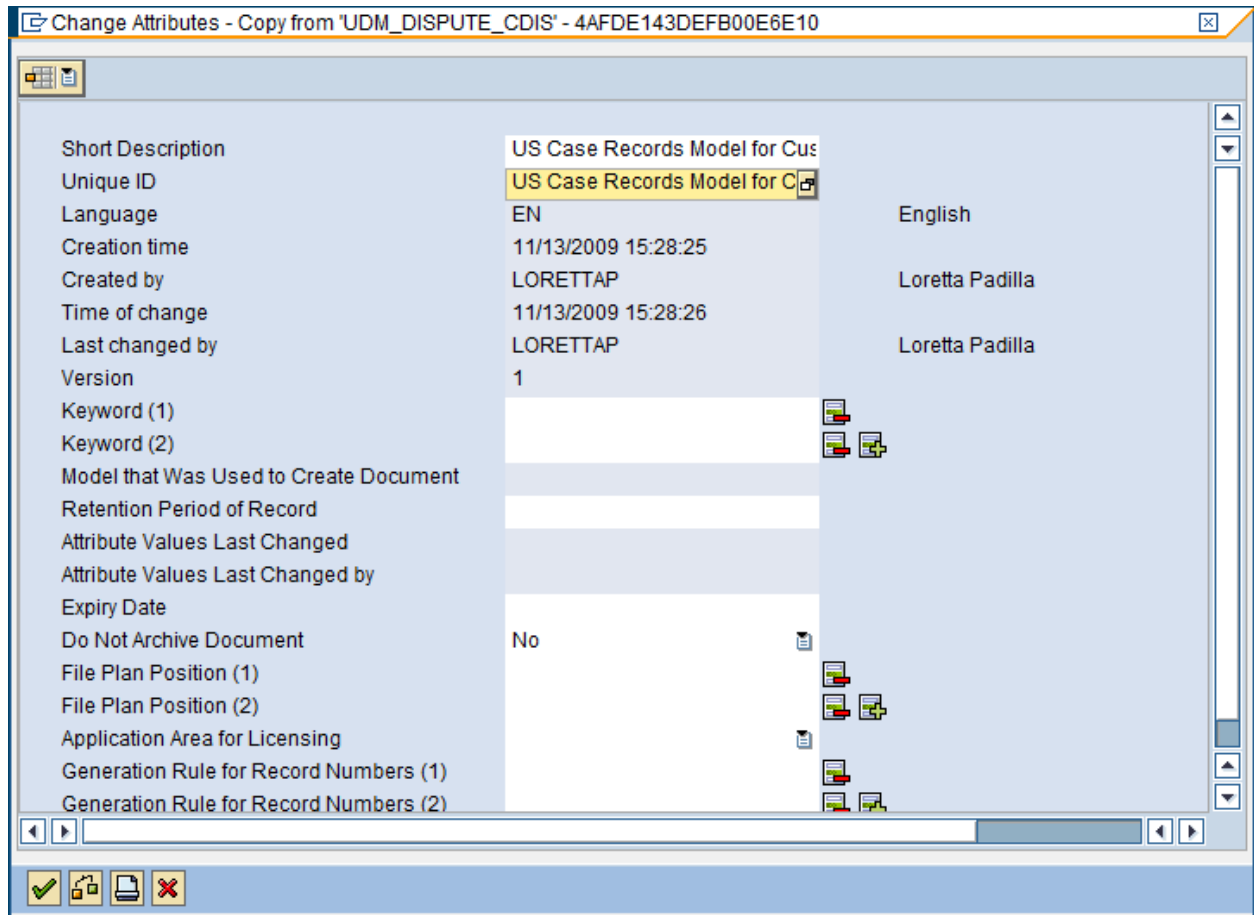 Change Attributes - Copy from 'UDM_DISPUTE_CDIS' - 4AFDE143DEFB00E6E10
Short Description US Case Records Model for Cus
Unique ID US Case Records Model for C
Language EN English
Creation time 11/13/2009 15:28:25
Created by LORETTAP Loretta Padilla
Time of change 11/13/2009 15:28:26
Last changed by LORETTAP Loretta Padilla
Version 1
Keyword (1)
Keyword (2)
Model that Was Used to Create Document
Retention Period of Record
Attribute Values Last Changed
Attribute Values Last Changed by
Expiry Date
Do Not Archive Document No
File Plan Position (1)
File Plan Position (2)
Application Area for Licensing
Generation Rule for Record Numbers (1)
Generation Rule for Record Numbers (2)